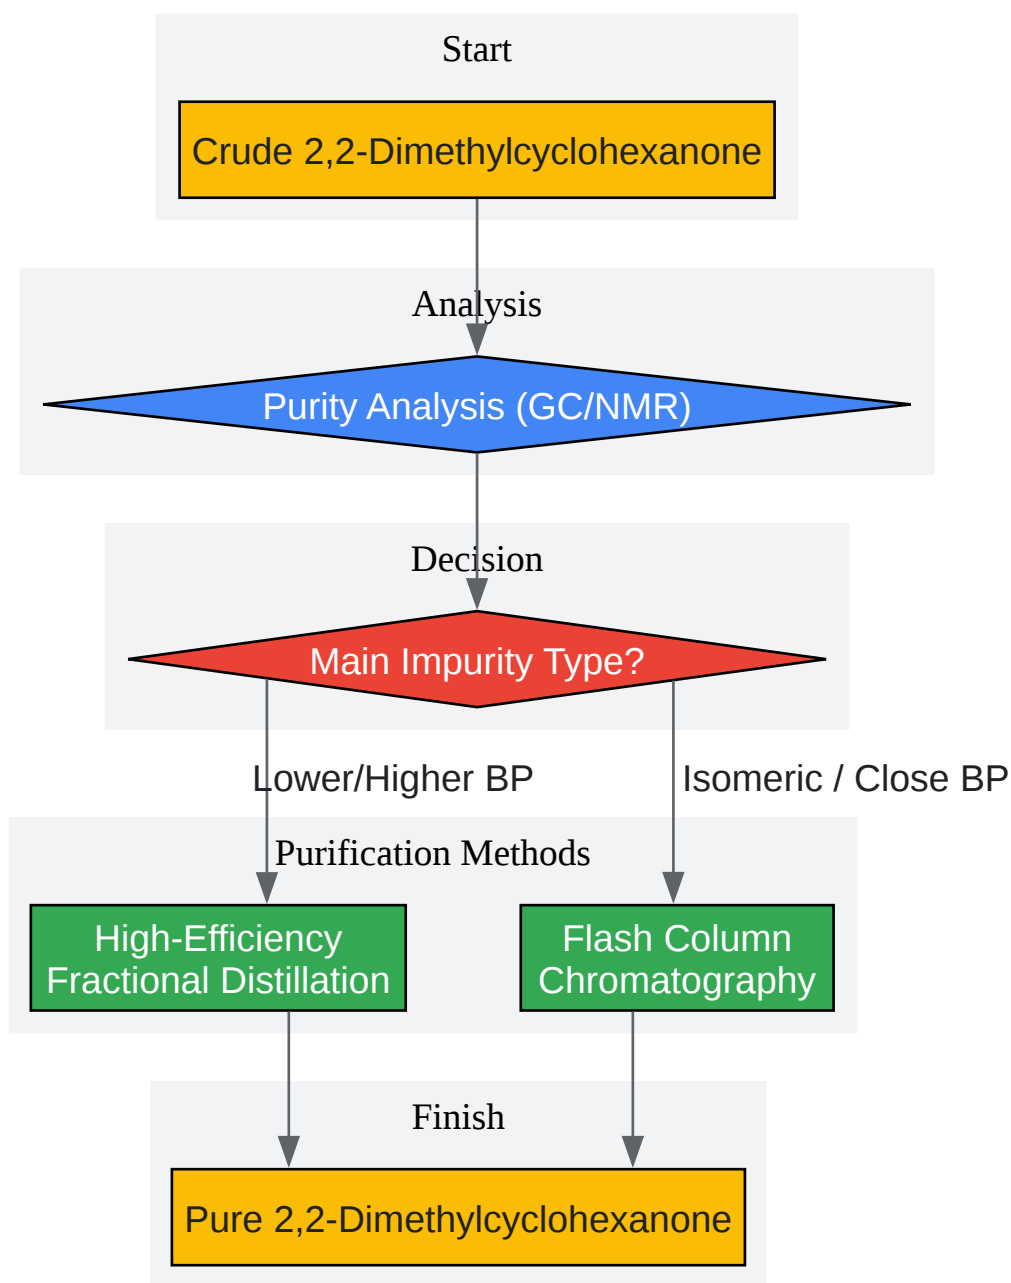 Start
Crude 2,2-Dimethylcyclohexanone
Analysis
Purity Analysis (GC/NMR)
Decision
Main Impurity Type?
Lower/Higher BP
Isomeric / Close BP
Purification Methods
High-Efficiency
Fractional Distillation
Flash Column
Chromatography
Finish
Pure 2,2-Dimethylcyclohexanone